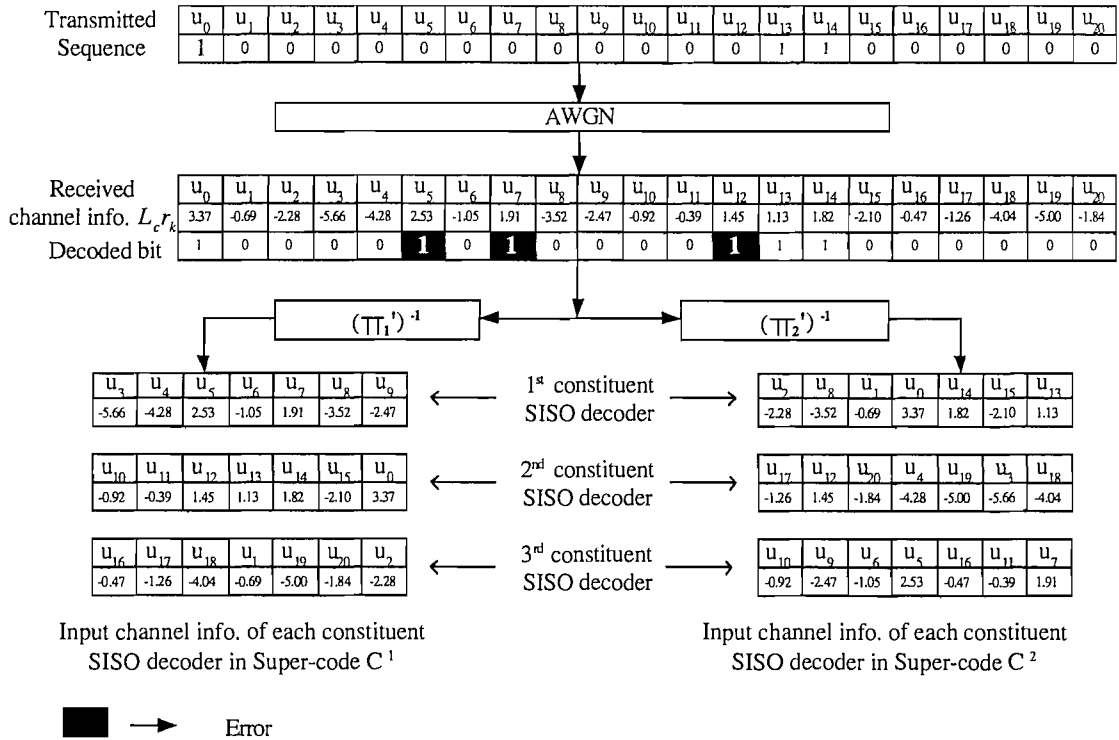 Transmitted Sequence
u0 u1 u2 u3 u4 u5 u6 u7 u8 u9 u10 u11 u12 u13 u14 u15 u16 u17 u18 u19 u20
1 0 0 0 0 0 0 0 0 0 0 0 0 1 1 0 0 0 0 0 0
AWGN
Received channel info. L_c r_k
u0 u1 u2 u3 u4 u5 u6 u7 u8 u9 u10 u11 u12 u13 u14 u15 u16 u17 u18 u19 u20
3.37 -0.69 -2.28 -5.66 -4.28 2.53 -1.05 1.91 -3.52 -2.47 -0.92 -0.39 1.45 1.13 1.82 -2.10 -0.47 -1.26 -4.04 -5.00 -1.84
Decoded bit 1 0 0 0 0 1 0 1 0 0 0 0 1 1 1 0 0 0 0 0 0
(∏1')^-1 (∏2')^-1
u3 u4 u5 u6 u7 u8 u9
-5.66 -4.28 2.53 -1.05 1.91 -3.52 -2.47
1st constituent
SISO decoder
u2 u8 u1 u0 u14 u15 u13
-2.28 -3.52 -0.69 3.37 1.82 -2.10 1.13
u10 u11 u12 u13 u14 u15 u0
-0.92 -0.39 1.45 1.13 1.82 -2.10 3.37
2nd constituent
SISO decoder
u17 u12 u20 u4 u19 u3 u18
-1.26 1.45 -1.84 -4.28 -5.00 -5.66 -4.04
u16 u17 u18 u1 u19 u20 u2
-0.47 -1.26 -4.04 -0.69 -5.00 -1.84 -2.28
3rd constituent
SISO decoder
u10 u9 u6 u5 u16 u11 u7
-0.92 -2.47 -1.05 2.53 -0.47 -0.39 1.91
Input channel info. of each constituent
SISO decoder in Super-code C^1
Input channel info. of each constituent
SISO decoder in Super-code C^2
Error